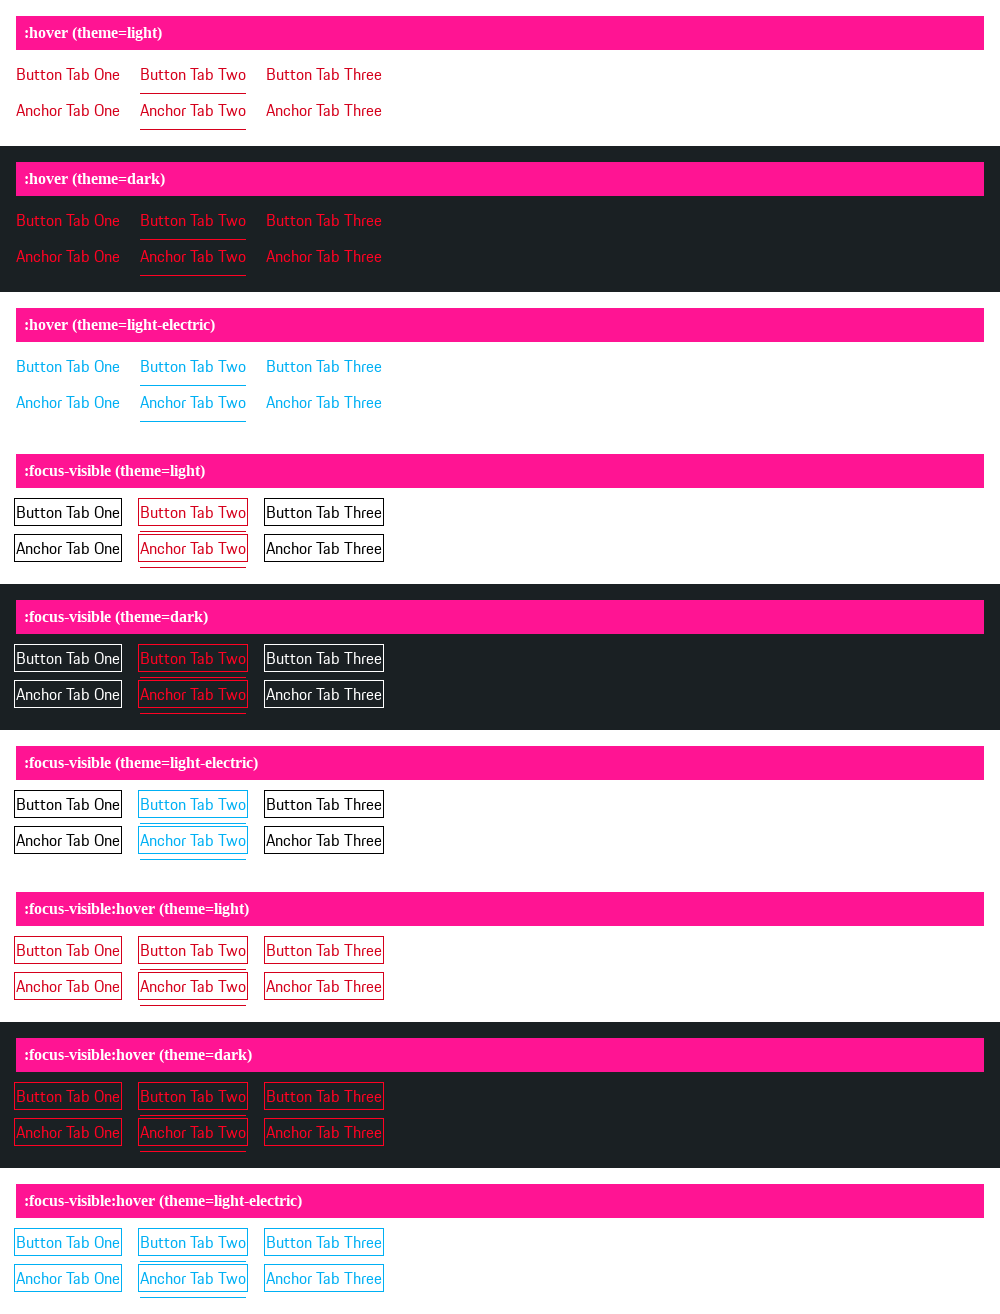 :hover (theme=light)
Button Tab One Button Tab Two Button Tab Three
Anchor Tab One Anchor Tab Two Anchor Tab Three
:hover (theme=dark)
Button Tab One Button Tab Two Button Tab Three
Anchor Tab One Anchor Tab Two Anchor Tab Three
:hover (theme=light-electric)
Button Tab One Button Tab Two Button Tab Three
Anchor Tab One Anchor Tab Two Anchor Tab Three
:focus-visible (theme=light)
Button Tab One Button Tab Two Button Tab Three
Anchor Tab One Anchor Tab Two Anchor Tab Three
:focus-visible (theme=dark)
Button Tab One Button Tab Two Button Tab Three
Anchor Tab One Anchor Tab Two Anchor Tab Three
:focus-visible (theme=light-electric)
Button Tab One Button Tab Two Button Tab Three
Anchor Tab One Anchor Tab Two Anchor Tab Three
:focus-visible:hover (theme=light)
Button Tab One Button Tab Two Button Tab Three
Anchor Tab One Anchor Tab Two Anchor Tab Three
:focus-visible:hover (theme=dark)
Button Tab One Button Tab Two Button Tab Three
Anchor Tab One Anchor Tab Two Anchor Tab Three
:focus-visible:hover (theme=light-electric)
Button Tab One Button Tab Two Button Tab Three
Anchor Tab One Anchor Tab Two Anchor Tab Three